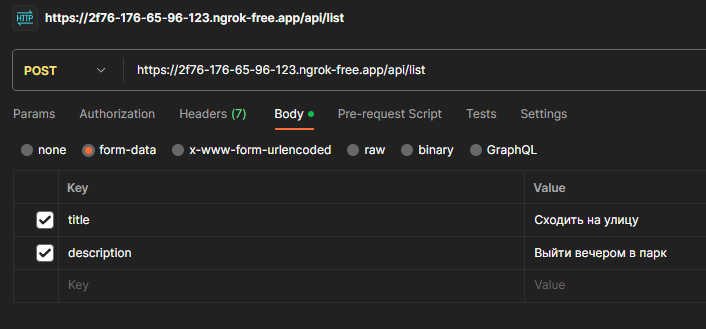 HTTP https://2f76-176-65-96-123.ngrok-free.app/api/list
POST https://2f76-176-65-96-123.ngrok-free.app/api/list
Params Authorization Headers (7) Body Pre-request Script Tests Settings
none form-data x-www-form-urlencoded raw binary GraphQL
Key Value
title Сходить на улицу
description Выйти вечером в парк
Key Value